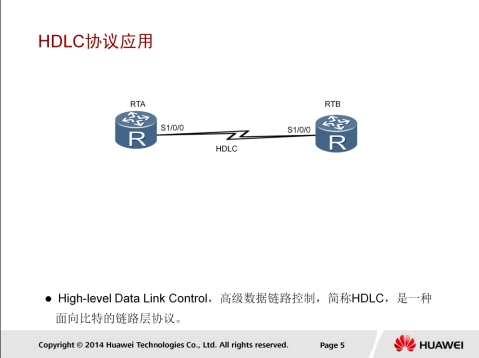 HDLC协议应用
RTA
RTB
S1/0/0
S1/0/0
R
R
HDLC
● High-level Data Link Control，高级数据链路控制，简称HDLC，是一种
面向比特的链路层协议。
Copyright © 2014 Huawei Technologies Co., Ltd. All rights reserved.
Page 5
HUAWEI